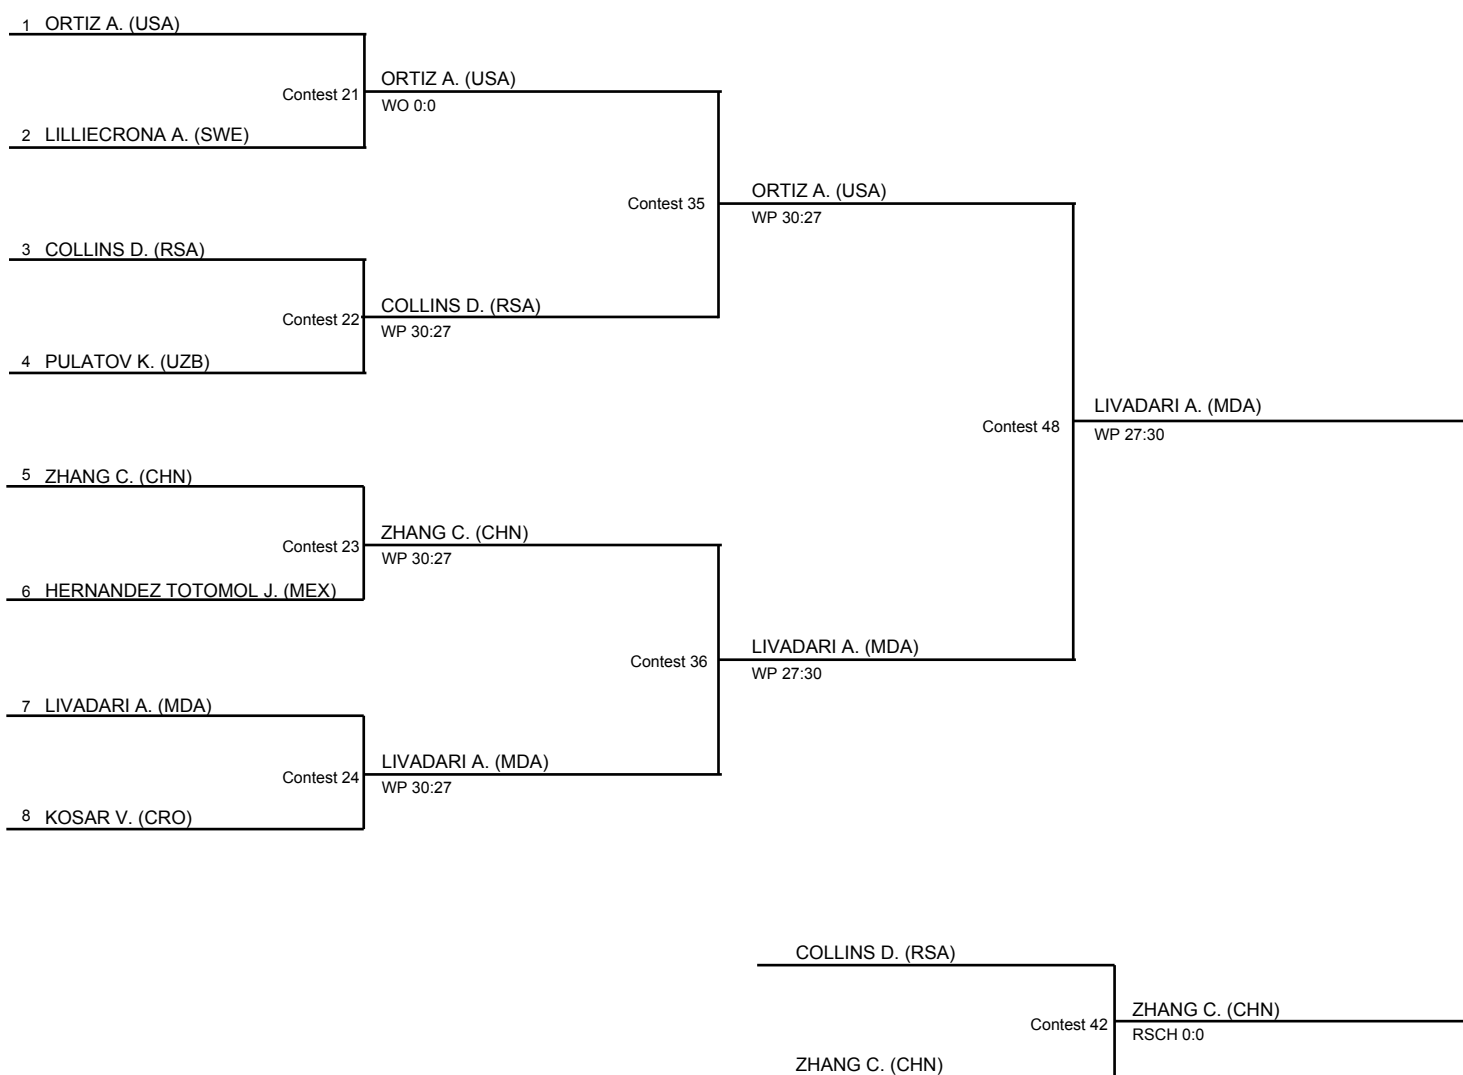 1 ORTIZ A. (USA)
Contest 21
ORTIZ A. (USA)
WO 0:0
2 LILLIECRONA A. (SWE)
Contest 35
ORTIZ A. (USA)
WP 30:27
3 COLLINS D. (RSA)
Contest 22
COLLINS D. (RSA)
WP 30:27
4 PULATOV K. (UZB)
Contest 48
LIVADARI A. (MDA)
WP 27:30
5 ZHANG C. (CHN)
Contest 23
ZHANG C. (CHN)
WP 30:27
6 HERNANDEZ TOTOMOL J. (MEX)
Contest 36
LIVADARI A. (MDA)
WP 27:30
7 LIVADARI A. (MDA)
Contest 24
LIVADARI A. (MDA)
WP 30:27
8 KOSAR V. (CRO)
COLLINS D. (RSA)
Contest 42
ZHANG C. (CHN)
RSCH 0:0
ZHANG C. (CHN)